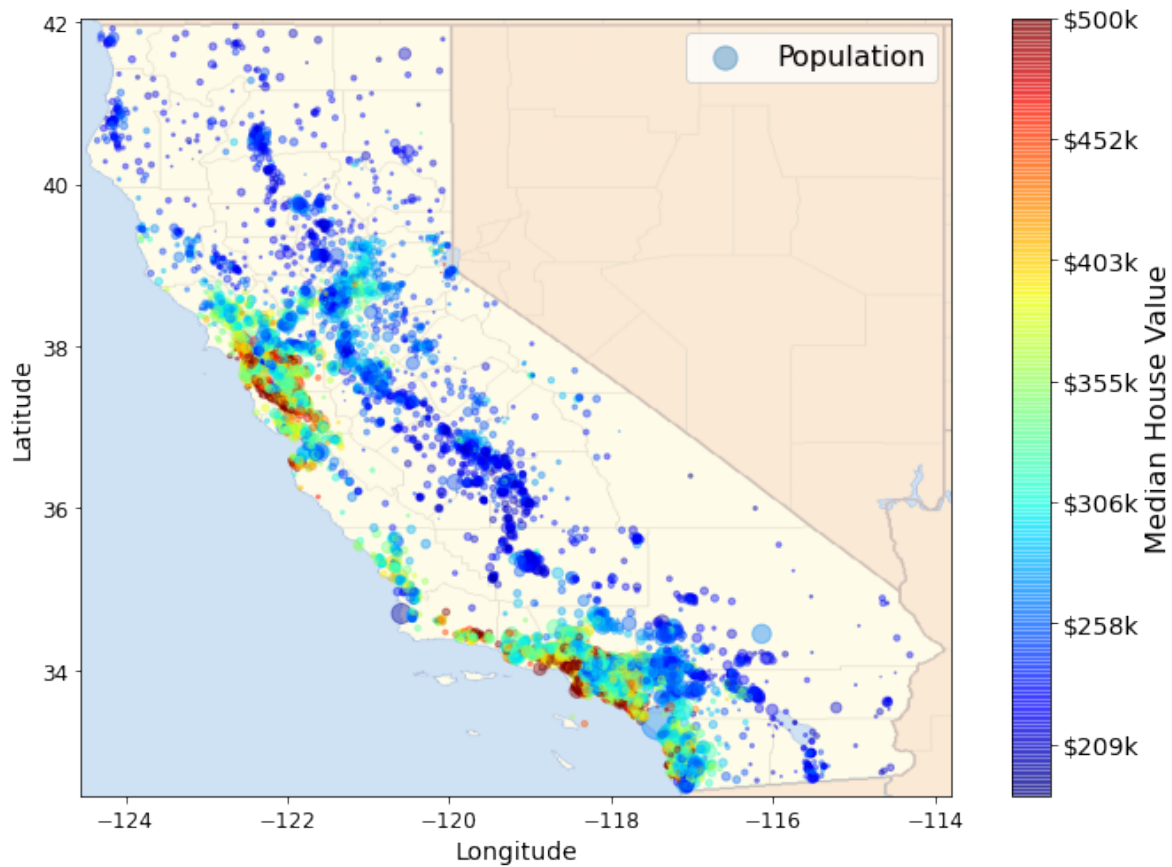 42
40
38
36
34
Latitude
−124
−122
−120
−118
−116
−114
Longitude
Population
$500k
$452k
$403k
$355k
$306k
$258k
$209k
Median House Value